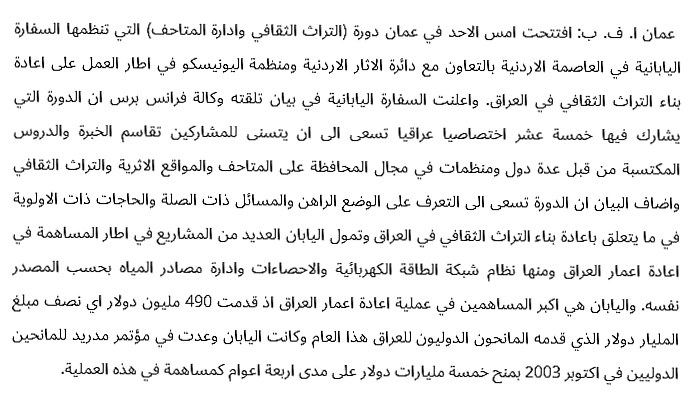 عمان ا. ف. ب: افتتحت امس الاحد في عمان دورة (التراث الثقافي وادارة المتاحف) التي تنظمها السفارة
اليابانية في العاصمة الاردنية بالتعاون مع دائرة الاثار الاردنية ومنظمة اليونيسكو في اطار العمل على اعادة
بناء التراث الثقافي في العراق. واعلنت السفارة اليابانية في بيان تلقته وكالة فرانس برس ان الدورة التي
يشارك فيها خمسة عشر اختصاصيا عراقيا تسعى الى ان يتسنى للمشاركين تقاسم الخبرة والدروس
المكتسبة من قبل عدة دول ومنظمات في مجال المحافظة على المتاحف والمواقع الاثرية والتراث الثقافي
واضاف البيان ان الدورة تسعى الى التعرف على الوضع الراهن والمسائل ذات الصلة والحاجات ذات الاولوية
في ما يتعلق باعادة بناء التراث الثقافي في العراق وتمول اليابان العديد من المشاريع في اطار المساهمة في
اعادة اعمار العراق ومنها نظام شبكة الطاقة الكهربائية والاحصاءات وادارة مصادر المياه بحسب المصدر
نفسه. واليابان هي اكبر المساهمين في عملية اعادة اعمار العراق اذ قدمت 490 مليون دولار اي نصف مبلغ
المليار دولار الذي قدمه المانحون الدوليون للعراق هذا العام وكانت اليابان وعدت في مؤتمر مدريد للمانحين
الدوليين في اكتوبر 2003 بمنح خمسة مليارات دولار على مدى اربعة اعوام كمساهمة في هذه العملية.